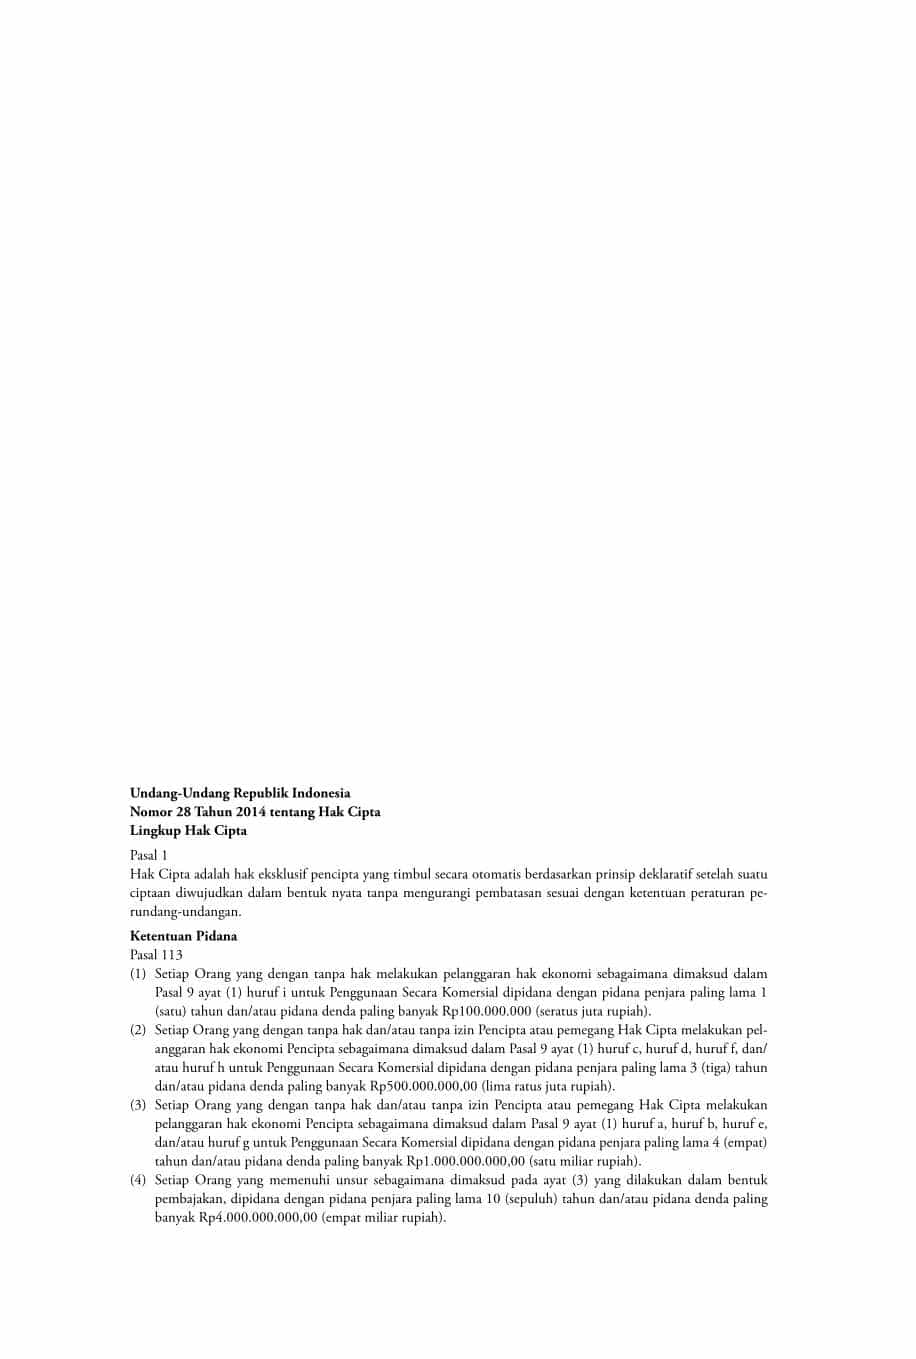 Undang-Undang Republik Indonesia
Nomor 28 Tahun 2014 tentang Hak Cipta
Lingkup Hak Cipta
Pasal 1
Hak Cipta adalah hak eksklusif pencipta yang timbul secara otomatis berdasarkan prinsip deklaratif setelah suatu
ciptaan diwujudkan dalam bentuk nyata tanpa mengurangi pembatasan sesuai dengan ketentuan peraturan pe-
rundang-undangan.
Ketentuan Pidana
Pasal 113
(1) Setiap Orang yang dengan tanpa hak melakukan pelanggaran hak ekonomi sebagaimana dimaksud dalam
Pasal 9 ayat (1) huruf i untuk Penggunaan Secara Komersial dipidana dengan pidana penjara paling lama 1
(satu) tahun dan/atau pidana denda paling banyak Rp100.000.000 (seratus juta rupiah).
(2) Setiap Orang yang dengan tanpa hak dan/atau tanpa izin Pencipta atau pemegang Hak Cipta melakukan pel-
anggaran hak ekonomi Pencipta sebagaimana dimaksud dalam Pasal 9 ayat (1) huruf c, huruf d, huruf f, dan/
atau huruf h untuk Penggunaan Secara Komersial dipidana dengan pidana penjara paling lama 3 (tiga) tahun
dan/atau pidana denda paling banyak Rp500.000.000,00 (lima ratus juta rupiah).
(3) Setiap Orang yang dengan tanpa hak dan/atau tanpa izin Pencipta atau pemegang Hak Cipta melakukan
pelanggaran hak ekonomi Pencipta sebagaimana dimaksud dalam Pasal 9 ayat (1) huruf a, huruf b, huruf e,
dan/atau huruf g untuk Penggunaan Secara Komersial dipidana dengan pidana penjara paling lama 4 (empat)
tahun dan/atau pidana denda paling banyak Rp1.000.000.000,00 (satu miliar rupiah).
(4) Setiap Orang yang memenuhi unsur sebagaimana dimaksud pada ayat (3) yang dilakukan dalam bentuk
pembajakan, dipidana dengan pidana penjara paling lama 10 (sepuluh) tahun dan/atau pidana denda paling
banyak Rp4.000.000.000,00 (empat miliar rupiah).